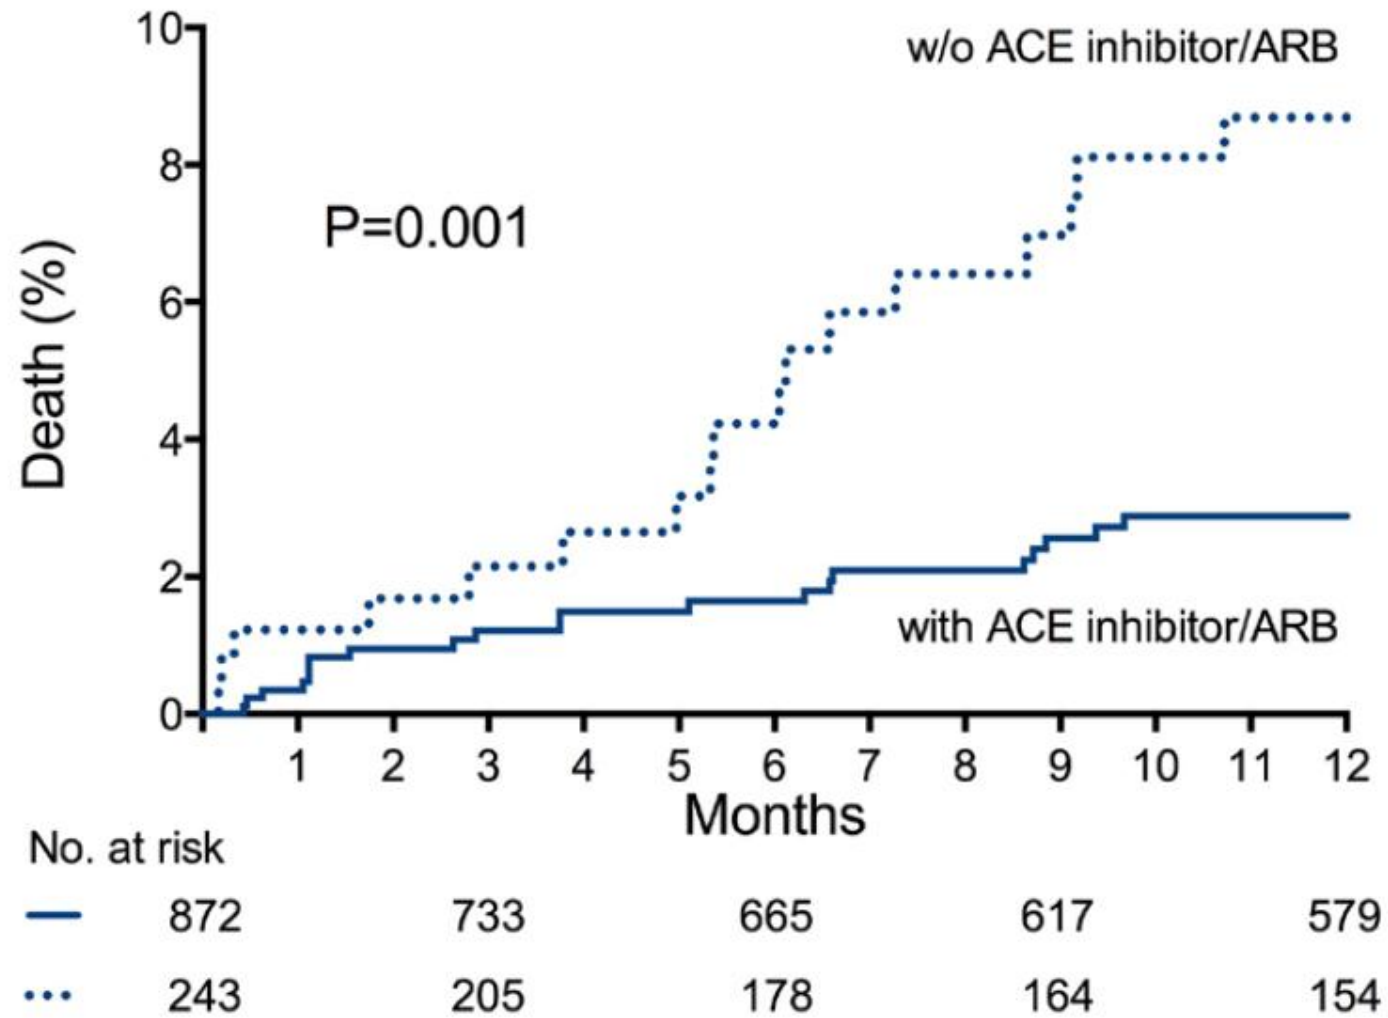 10
w/o ACE inhibitor/ARB
8
P=0.001
6
Death (%)
4
2
with ACE inhibitor/ARB
0
1 2 3 4 5 6 7 8 9 10 11 12
Months
No. at risk
872 733 665 617 579
243 205 178 164 154